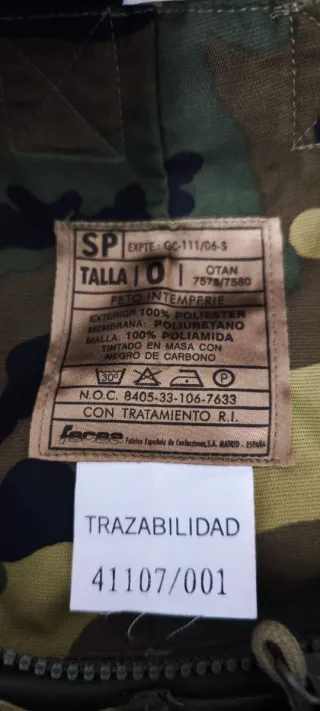 SP EXPTE: GC-111/06-S
TALLA 0 OTAN 7578/7580
PETO INTEMPERIE
EXTERIOR 100% POLIESTER
MEMBRANA: POLIURETANO
MALLA: 100% POLIAMIDA
TINTADO EN MASA CON
NEGRO DE CARBONO
30° P
N.O.C. 8405-33-106-7633
CON TRATAMIENTO R.I.
fecsa Fabrica Española de Confecciones, S.A. MADRID - ESPAÑA
TRAZABILIDAD
41107/001